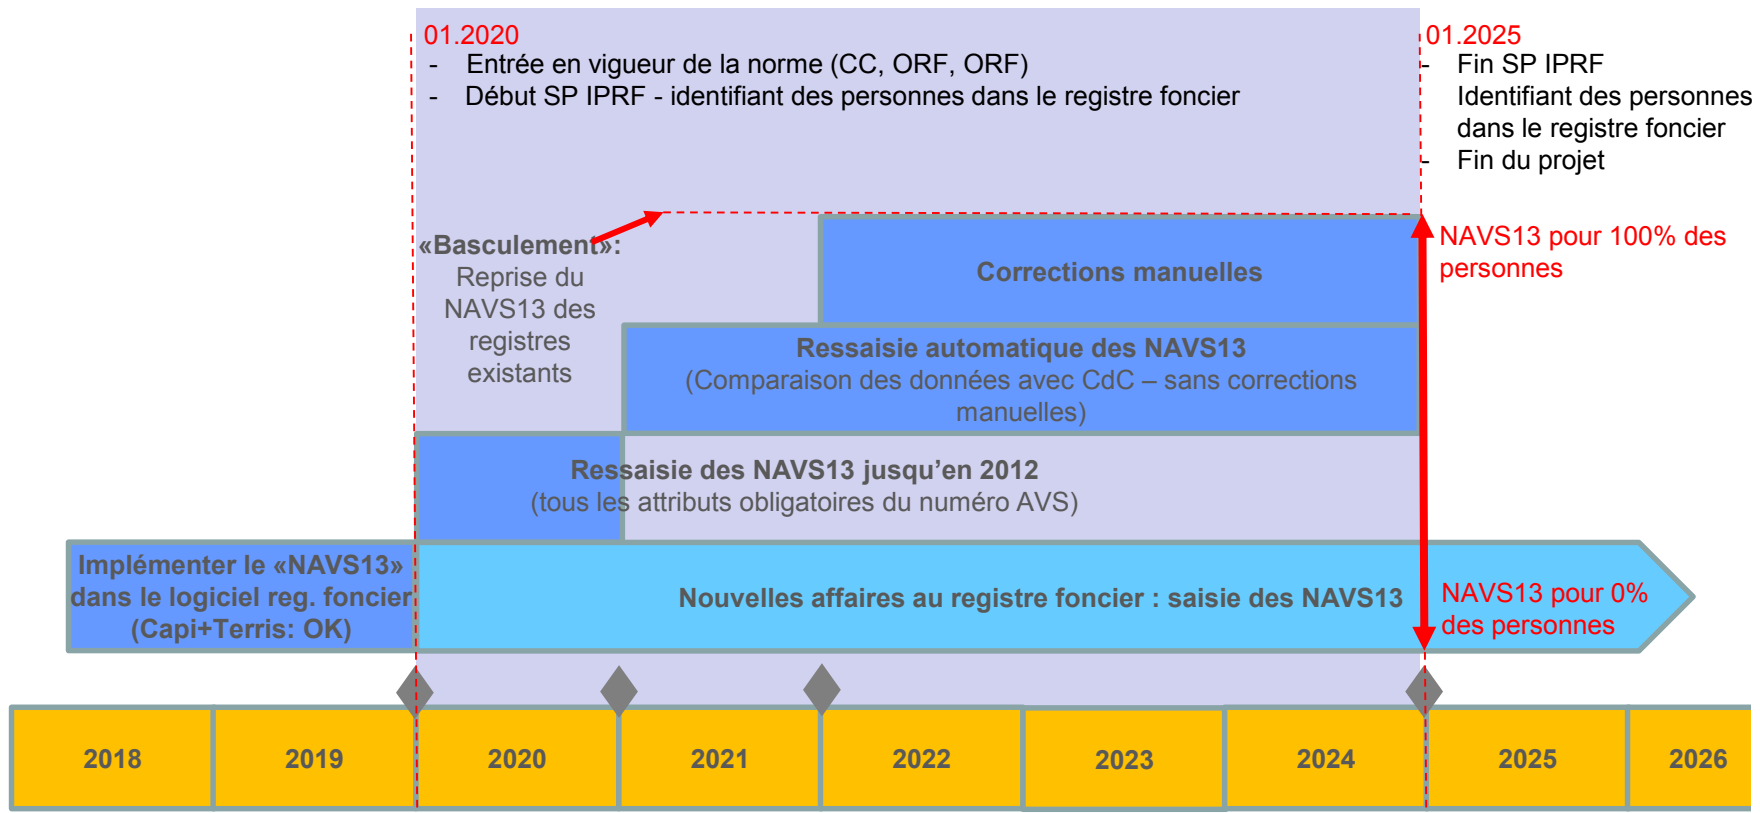 01.2020
- Entrée en vigueur de la norme (CC, ORF, ORF)
- Début SP IPRF - identifiant des personnes dans le registre foncier
01.2025
- Fin SP IPRF
Identifiant des personnes
dans le registre foncier
- Fin du projet
«Basculement»:
Reprise du
NAVS13 des
registres
existants
NAVS13 pour 100% des
personnes
Corrections manuelles
Ressaisie automatique des NAVS13
(Comparaison des données avec CdC – sans corrections
manuelles)
Ressaisie des NAVS13 jusqu’en 2012
(tous les attributs obligatoires du numéro AVS)
Implémenter le «NAVS13»
dans le logiciel reg. foncier
(Capi+Terris: OK)
Nouvelles affaires au registre foncier : saisie des NAVS13
NAVS13 pour 0%
des personnes
2018 2019 2020 2021 2022 2023 2024 2025 2026